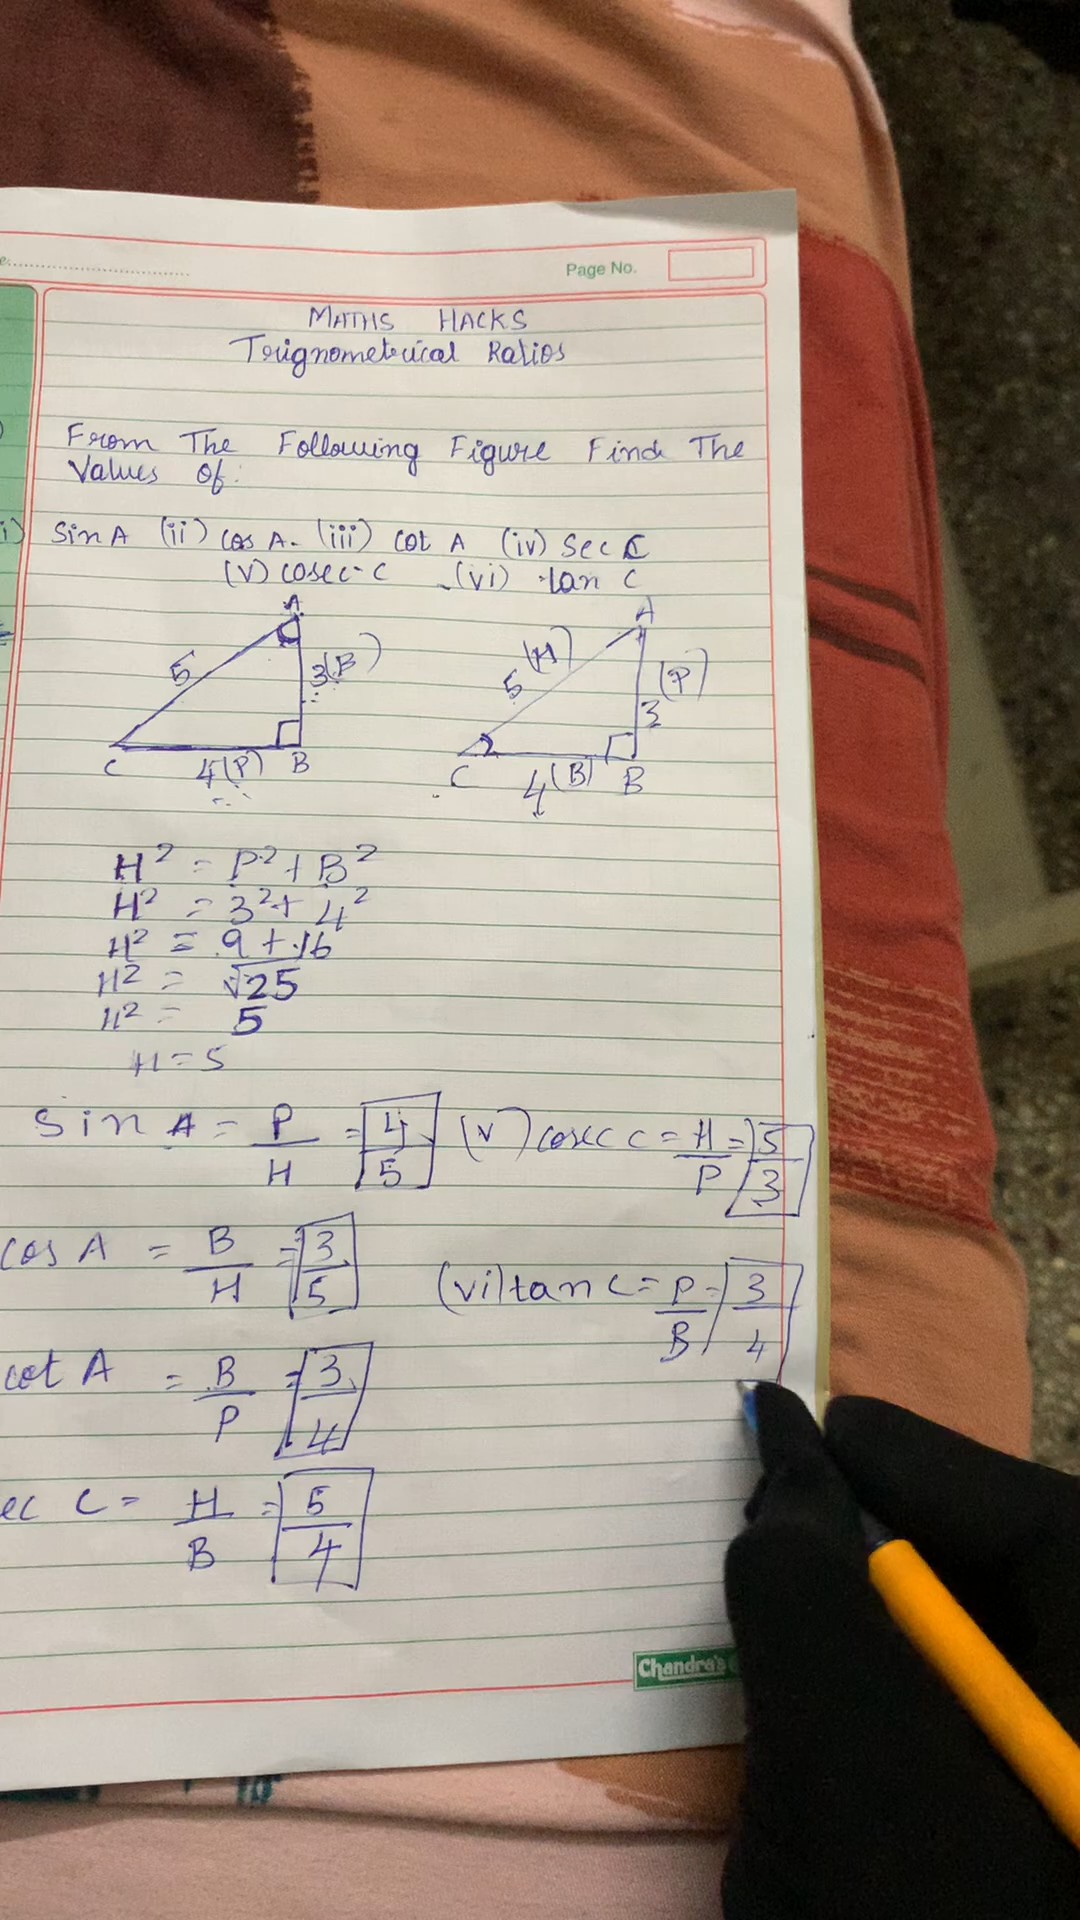 Page No.
MATHS HACKS
Trignometrical Ratios
From The Following Figure Find The
Values Of:
i) Sin A (ii) cos A. (iii) cot A (iv) Sec C
(v) cosec C (vi) tan C
A
A
5
3(B)
5 (H)
(P)
3
C
4(P)
B
C
4(B)
B
H² = P² + B²
H² = 3² + 4²
H² = 9 + 16
H² = √25
H² = 5
H = 5
Sin A = P/H = 4/5 (v) cosec C = H/P = 5/3
cos A = B/H = 3/5
(vi) tan C = P/B = 3/4
cot A = B/P = 3/4
ec C = H/B = 5/4
Chandra's